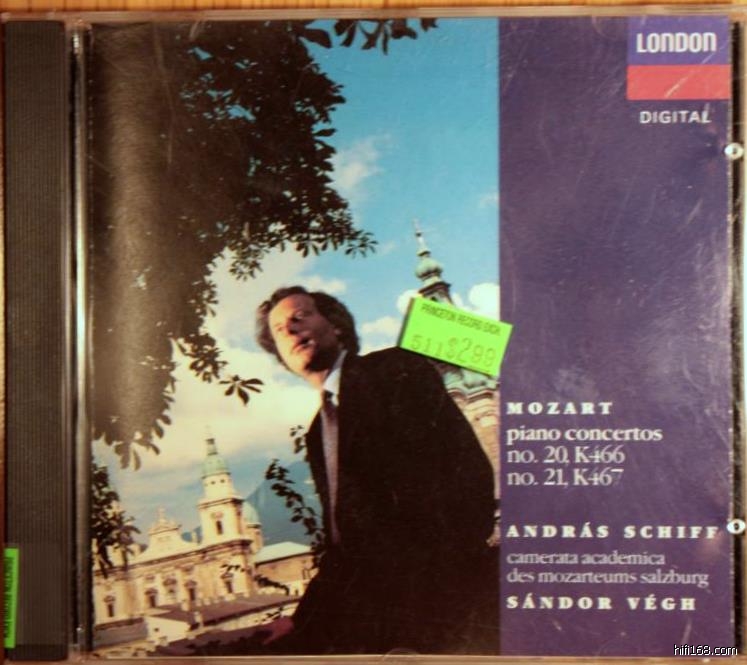 LONDON
DIGITAL
PRINCETON RECORD EXCH
511$2.99
MOZART
piano concertos
no. 20, K466
no. 21, K467
ANDRÁS SCHIFF
camerata academica
des mozarteums salzburg
SÁNDOR VÉGH
hifi168.com